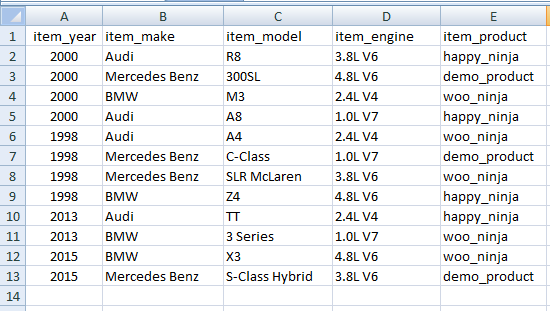 A B C D E
1 item_year item_make item_model item_engine item_product
2 2000 Audi R8 3.8L V6 happy_ninja
3 2000 Mercedes Benz 300SL 4.8L V6 demo_product
4 2000 BMW M3 2.4L V4 woo_ninja
5 2000 Audi A8 1.0L V7 happy_ninja
6 1998 Audi A4 2.4L V4 woo_ninja
7 1998 Mercedes Benz C-Class 1.0L V7 demo_product
8 1998 Mercedes Benz SLR McLaren 3.8L V6 woo_ninja
9 1998 BMW Z4 4.8L V6 happy_ninja
10 2013 Audi TT 2.4L V4 happy_ninja
11 2013 BMW 3 Series 1.0L V7 woo_ninja
12 2015 BMW X3 4.8L V6 woo_ninja
13 2015 Mercedes Benz S-Class Hybrid 3.8L V6 demo_product
14